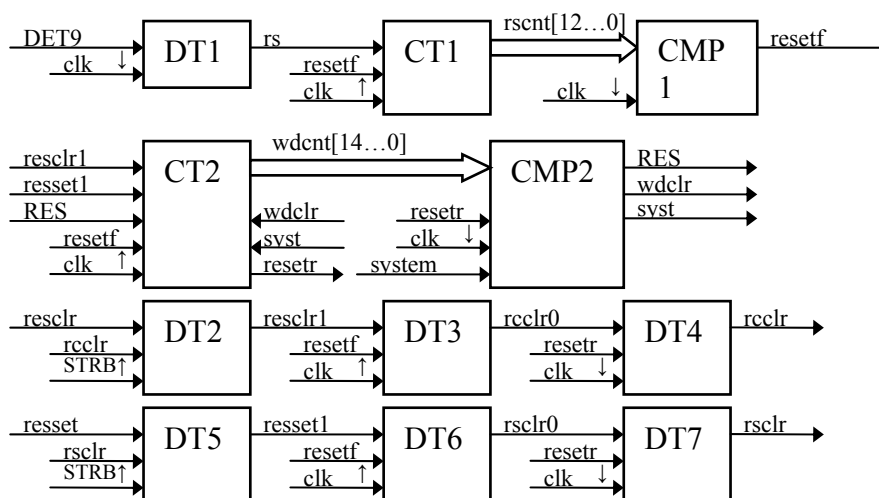 DET9
clk ↓
DT1
rs
resetf
clk ↑
CT1
rscnt[12…0]
clk ↓
CMP
1
resetf
resclr1
resset1
RES
resetf
clk ↑
CT2
wdcnt[14…0]
wdclr
syst
resetr
resetr
clk ↓
system
CMP2
RES
wdclr
syst
resclr
rcclr
STRB↑
DT2
resclr1
resetf
clk ↑
DT3
rcclr0
resetr
clk ↓
DT4
rcclr
resset
rsclr
STRB↑
DT5
resset1
resetf
clk ↑
DT6
rsclr0
resetr
clk ↓
DT7
rsclr